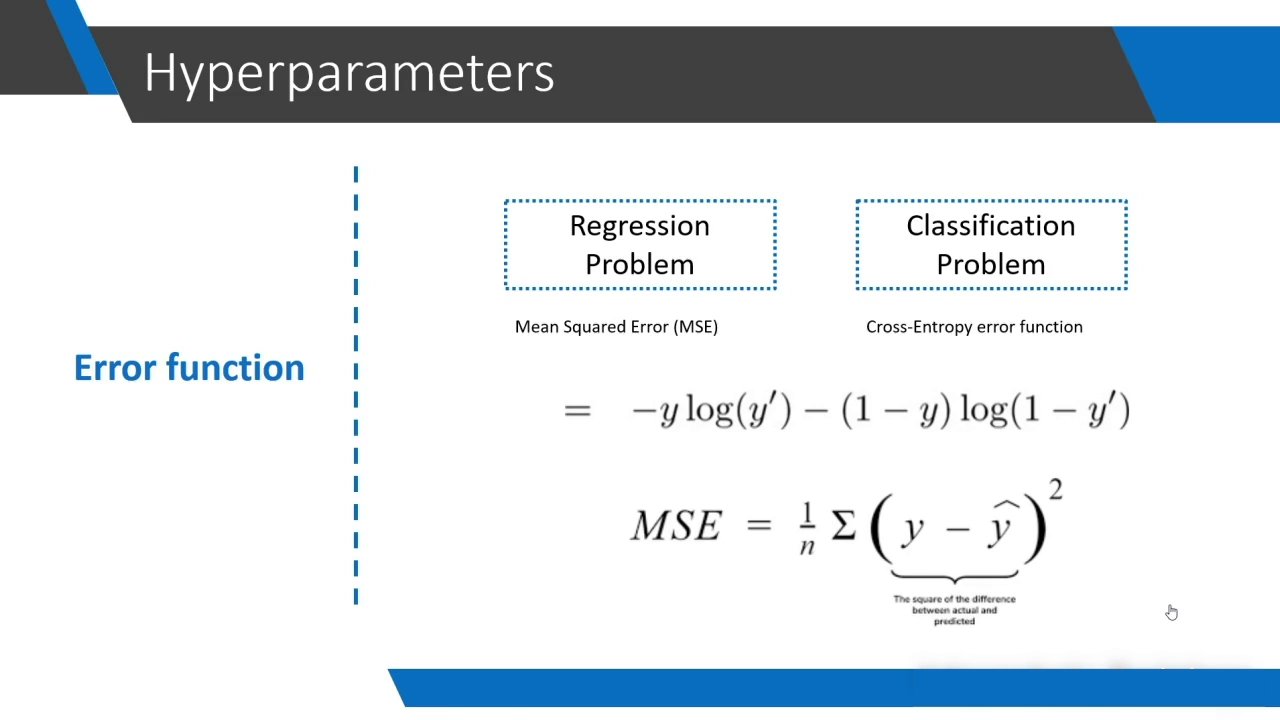 Hyperparameters
Error function
Regression
Problem
Classification
Problem
Mean Squared Error (MSE)
Cross-Entropy error function
= −y log(y′) − (1 − y) log(1 − y′)
MSE = 1/n Σ (y − ŷ)²
The square of the difference
between actual and
predicted